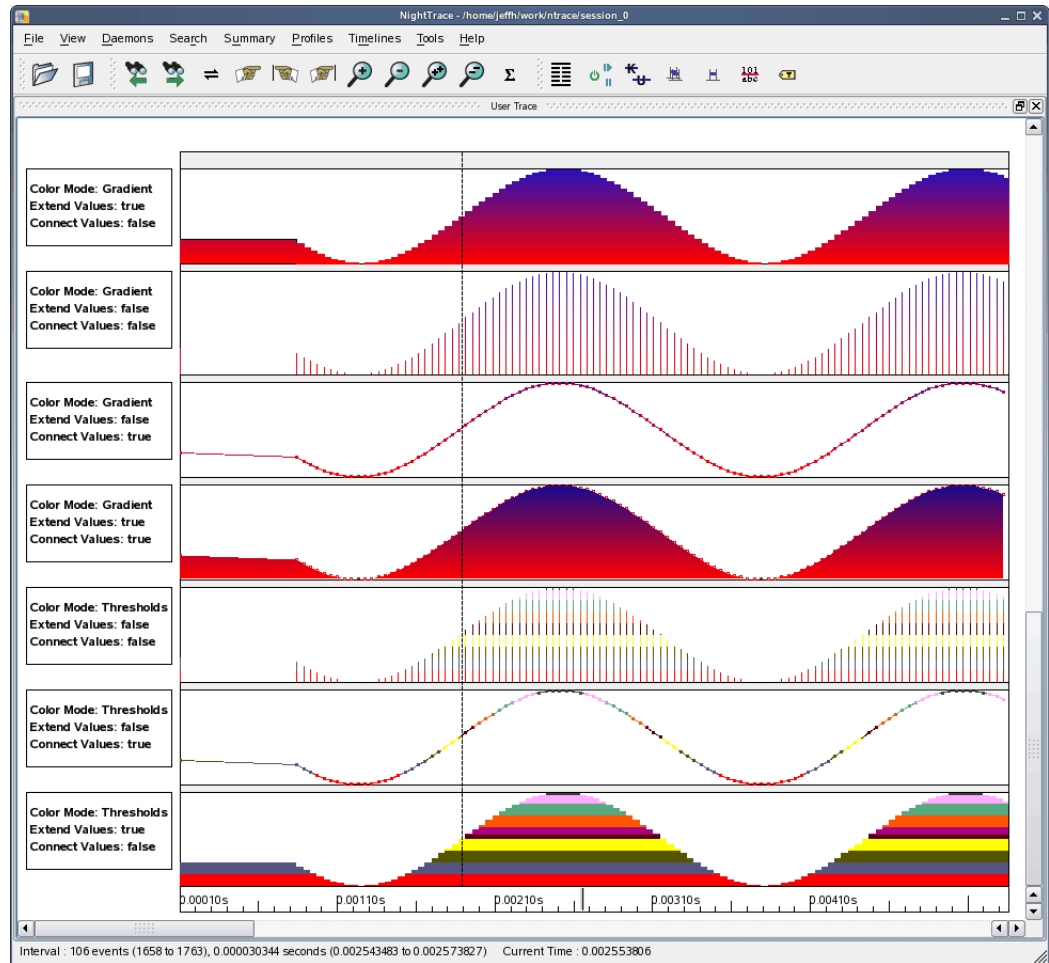 NightTrace - /home/jeffh/work/ntrace/session_0
File View Daemons Search Summary Profiles Timelines Tools Help
Σ 101 abc T
User Trace
Color Mode: Gradient
Extend Values: true
Connect Values: false
Color Mode: Gradient
Extend Values: false
Connect Values: false
Color Mode: Gradient
Extend Values: false
Connect Values: true
Color Mode: Gradient
Extend Values: true
Connect Values: true
Color Mode: Thresholds
Extend Values: false
Connect Values: false
Color Mode: Thresholds
Extend Values: false
Connect Values: true
Color Mode: Thresholds
Extend Values: true
Connect Values: false
0.00010s 0.00110s 0.00210s 0.00310s 0.00410s
Interval : 106 events (1658 to 1763), 0.000030344 seconds (0.002543483 to 0.002573827) Current Time : 0.002553806